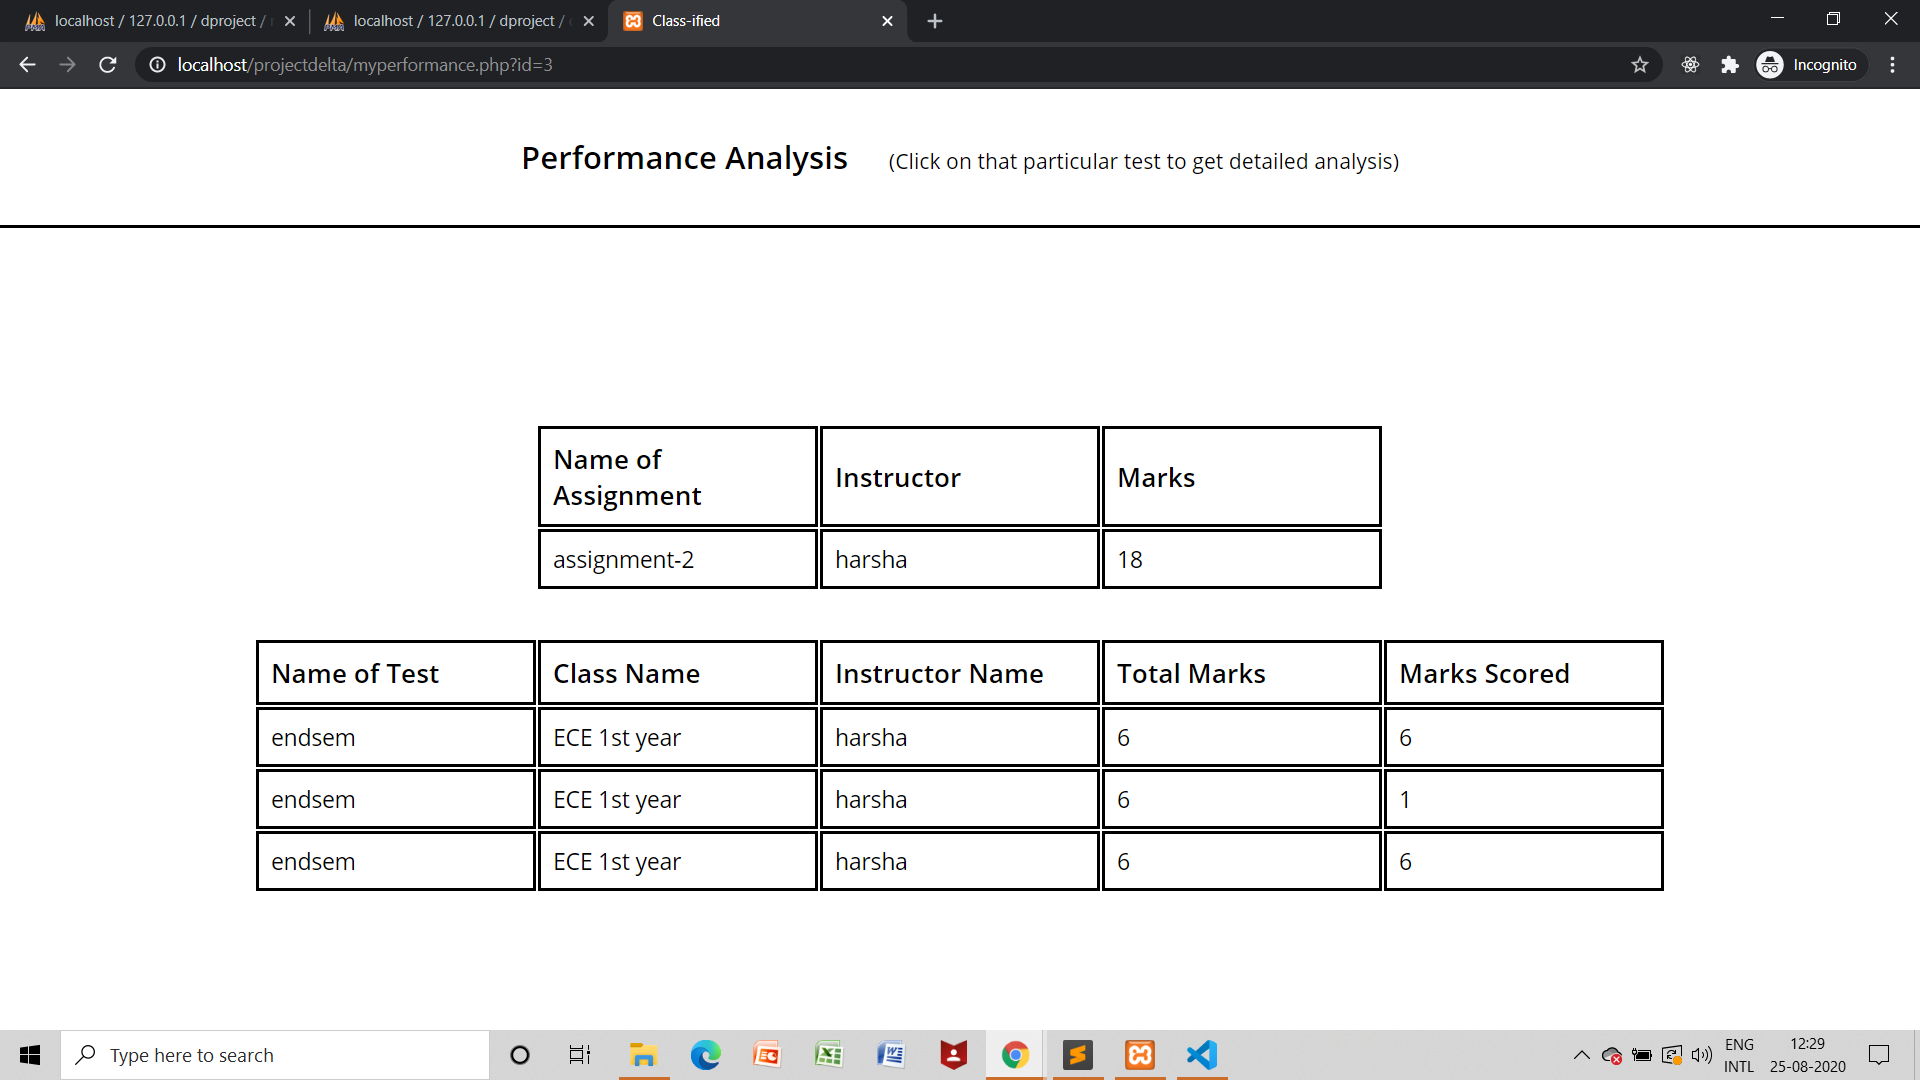 localhost / 127.0.0.1 / dproject /
localhost / 127.0.0.1 / dproject /
Class-ified
localhost/projectdelta/myperformance.php?id=3
Incognito
Performance Analysis (Click on that particular test to get detailed analysis)
Name of Assignment Instructor Marks
assignment-2 harsha 18
Name of Test Class Name Instructor Name Total Marks Marks Scored
endsem ECE 1st year harsha 6 6
endsem ECE 1st year harsha 6 1
endsem ECE 1st year harsha 6 6
Type here to search
ENG 12:29
INTL 25-08-2020